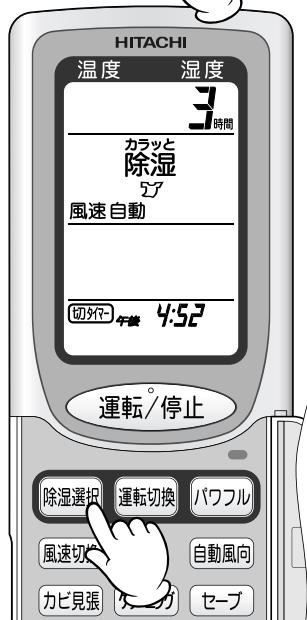 HITACHI
温度 湿度
3時間
カラッと
除湿
風速自動
切タイマー 午後 4:52
運転/停止
除湿選択 運転切換 パワフル
風速切換 自動風向
カビ見張 セーブ